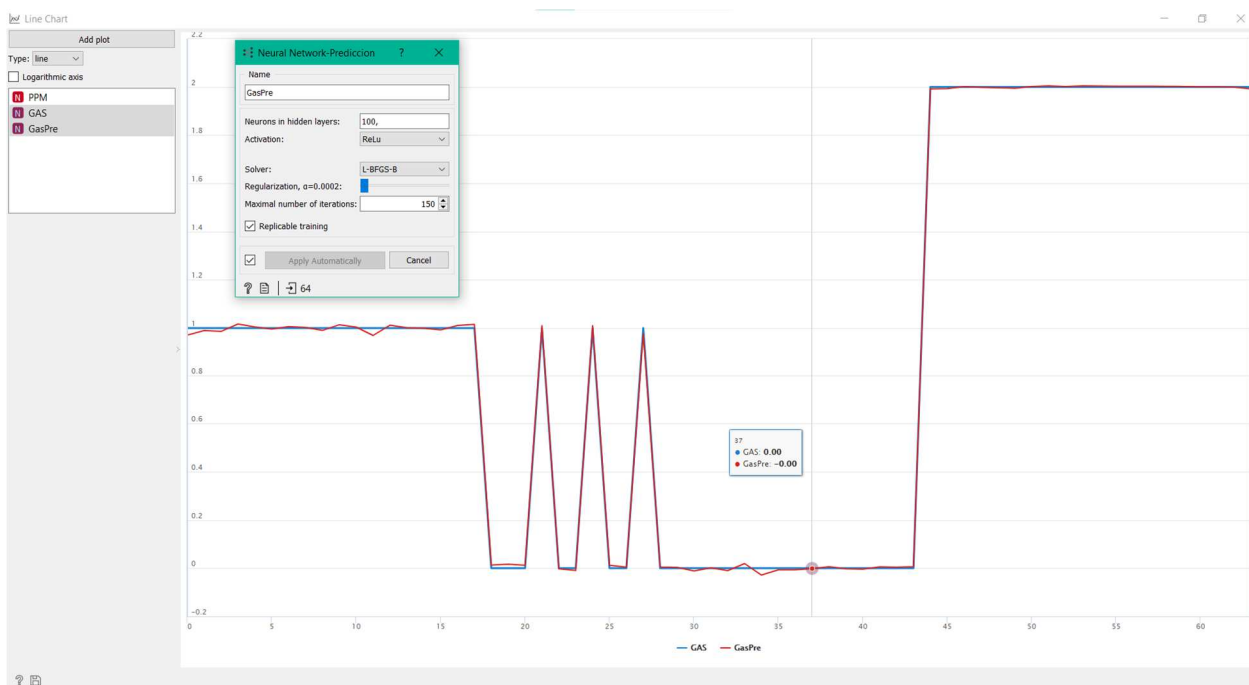 Line Chart
Add plot
Type: line
Logarithmic axis
N PPM
N GAS
N GasPre
Neural Network-Prediccion ?
Name
GasPre
Neurons in hidden layers: 100,
Activation: ReLu
Solver: L-BFGS-B
Regularization, α=0.0002:
Maximal number of iterations: 150
Replicable training
Apply Automatically Cancel
? 64
2.2
2
1.8
1.6
1.4
1.2
1
0.8
0.6
0.4
0.2
0
-0.2
37
GAS: 0.00
GasPre: -0.00
0 5 10 15 20 25 30 35 40 45 50 55 60
GAS GasPre
?